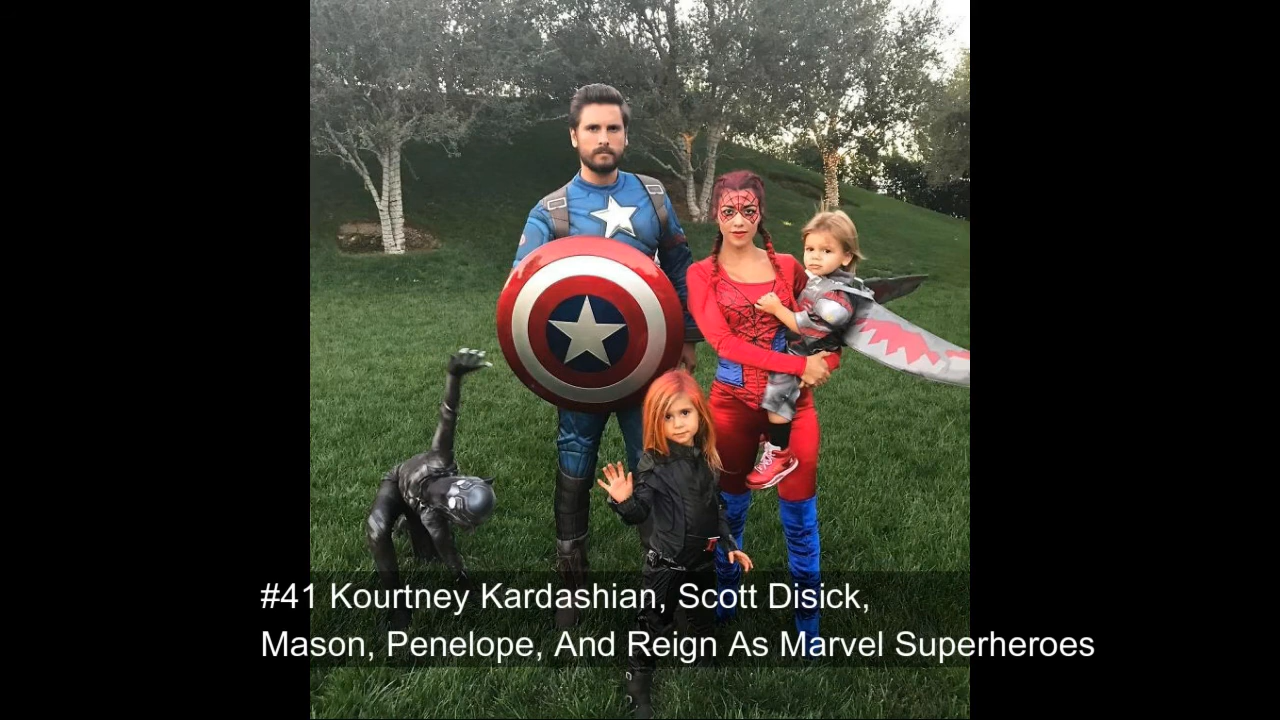 #41 Kourtney Kardashian, Scott Disick,
Mason, Penelope, And Reign As Marvel Superheroes